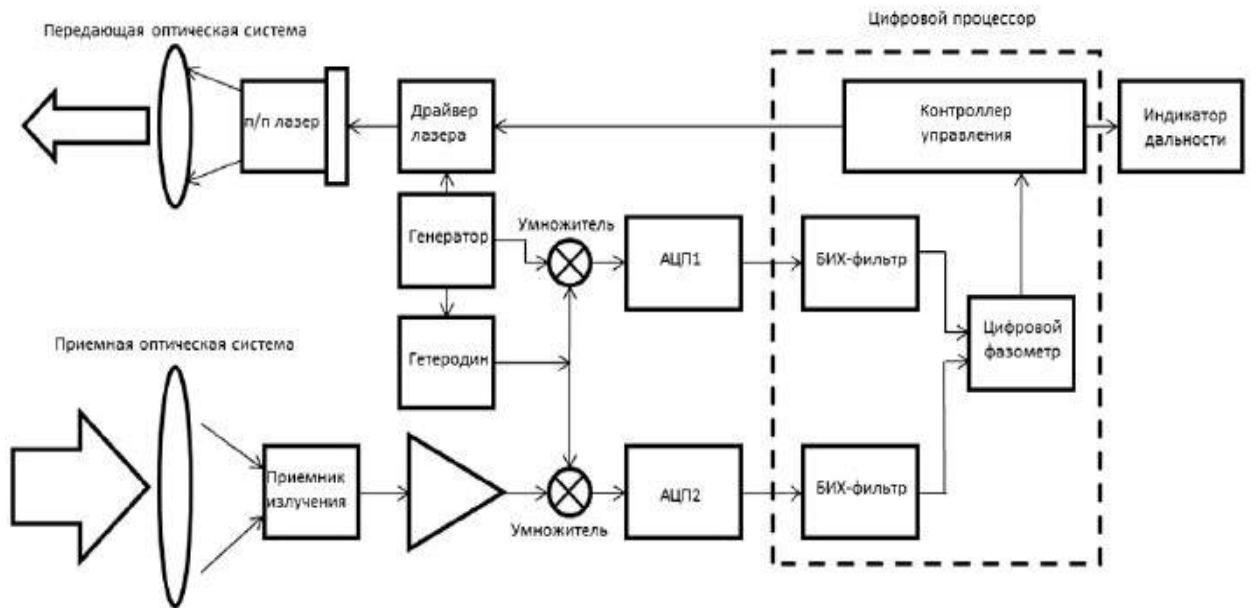 Цифровой процессор
Передающая оптическая система
п/п лазер
Драйвер
лазера
Контроллер
управления
Индикатор
дальности
Генератор
Умножитель
АЦП1
БИХ-фильтр
Гетеродин
Цифровой
фазометр
Приемная оптическая система
Приемник
излучения
Умножитель
АЦП2
БИХ-фильтр